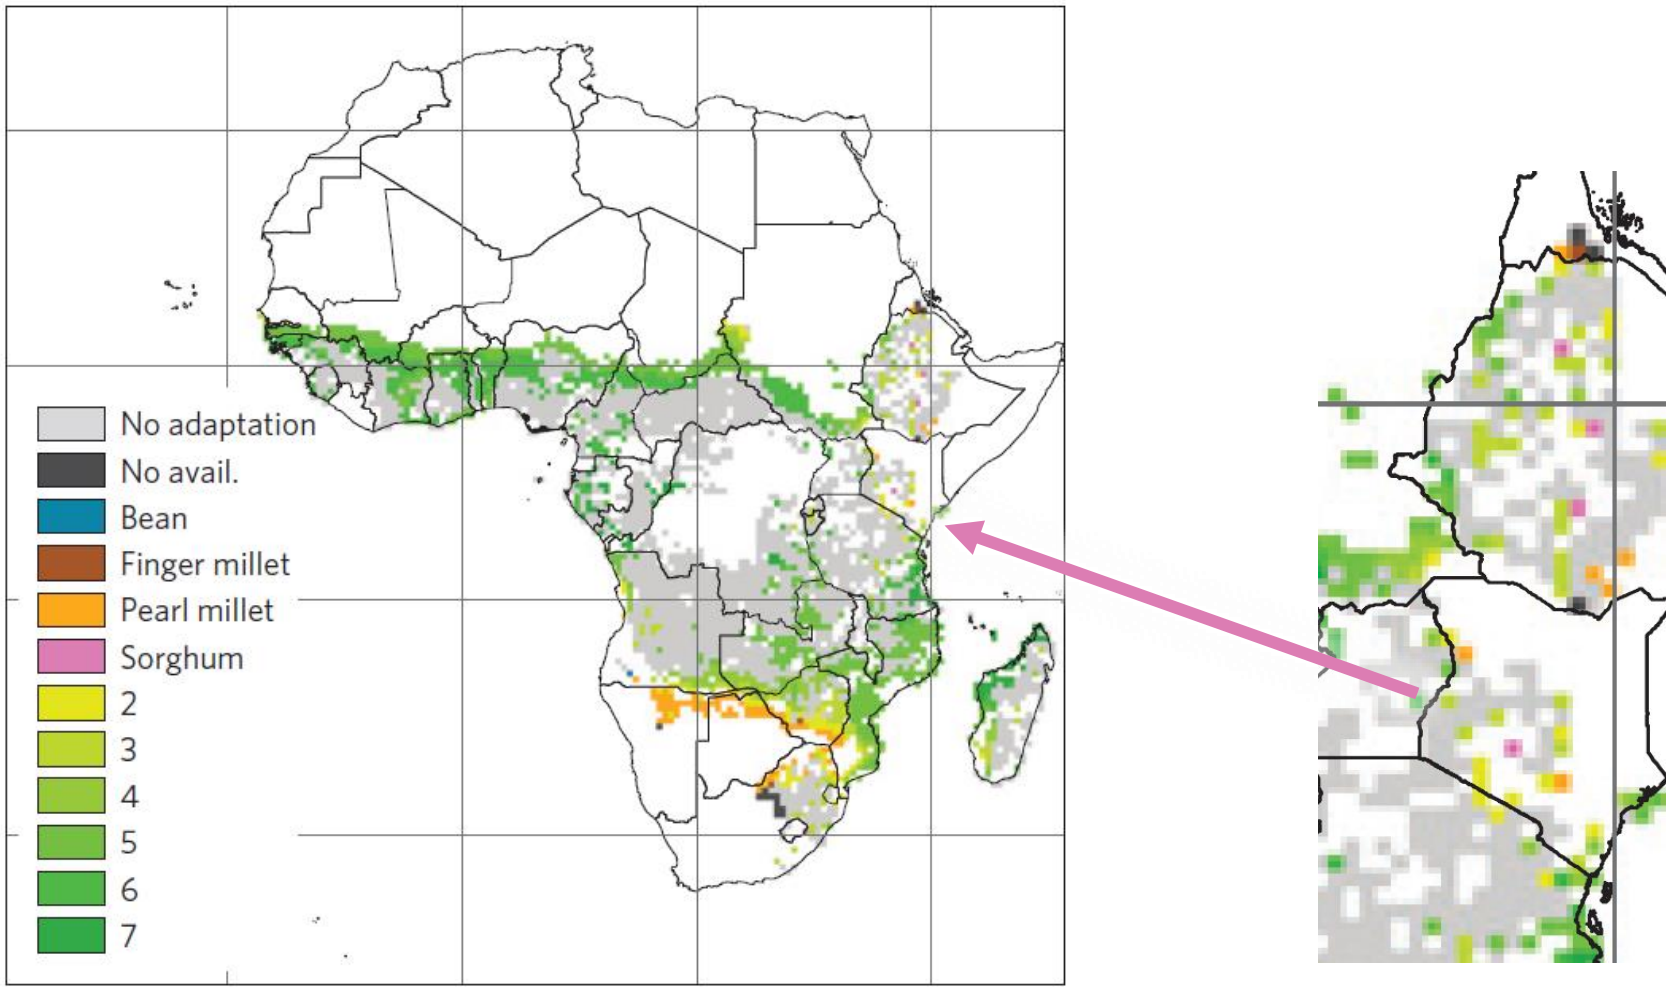 No adaptation
No avail.
Bean
Finger millet
Pearl millet
Sorghum
2
3
4
5
6
7